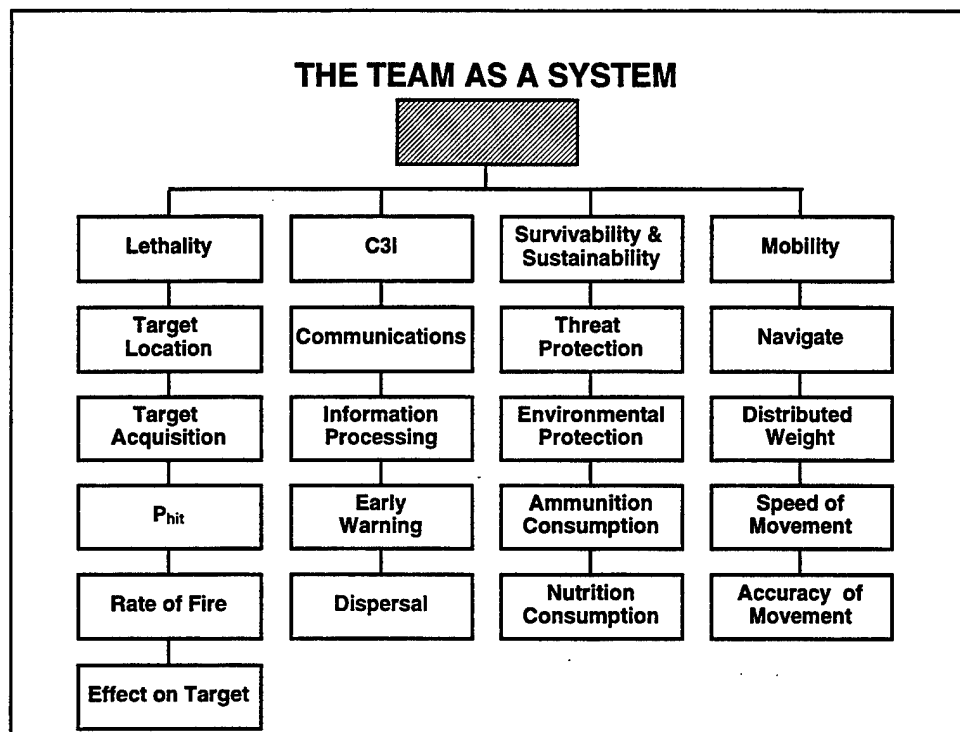 THE TEAM AS A SYSTEM
Lethality
Target
Location
Target
Acquisition
Phit
Rate of Fire
Effect on Target
C3I
Communications
Information
Processing
Early
Warning
Dispersal
Survivability &
Sustainability
Threat
Protection
Environmental
Protection
Ammunition
Consumption
Nutrition
Consumption
Mobility
Navigate
Distributed
Weight
Speed of
Movement
Accuracy of
Movement